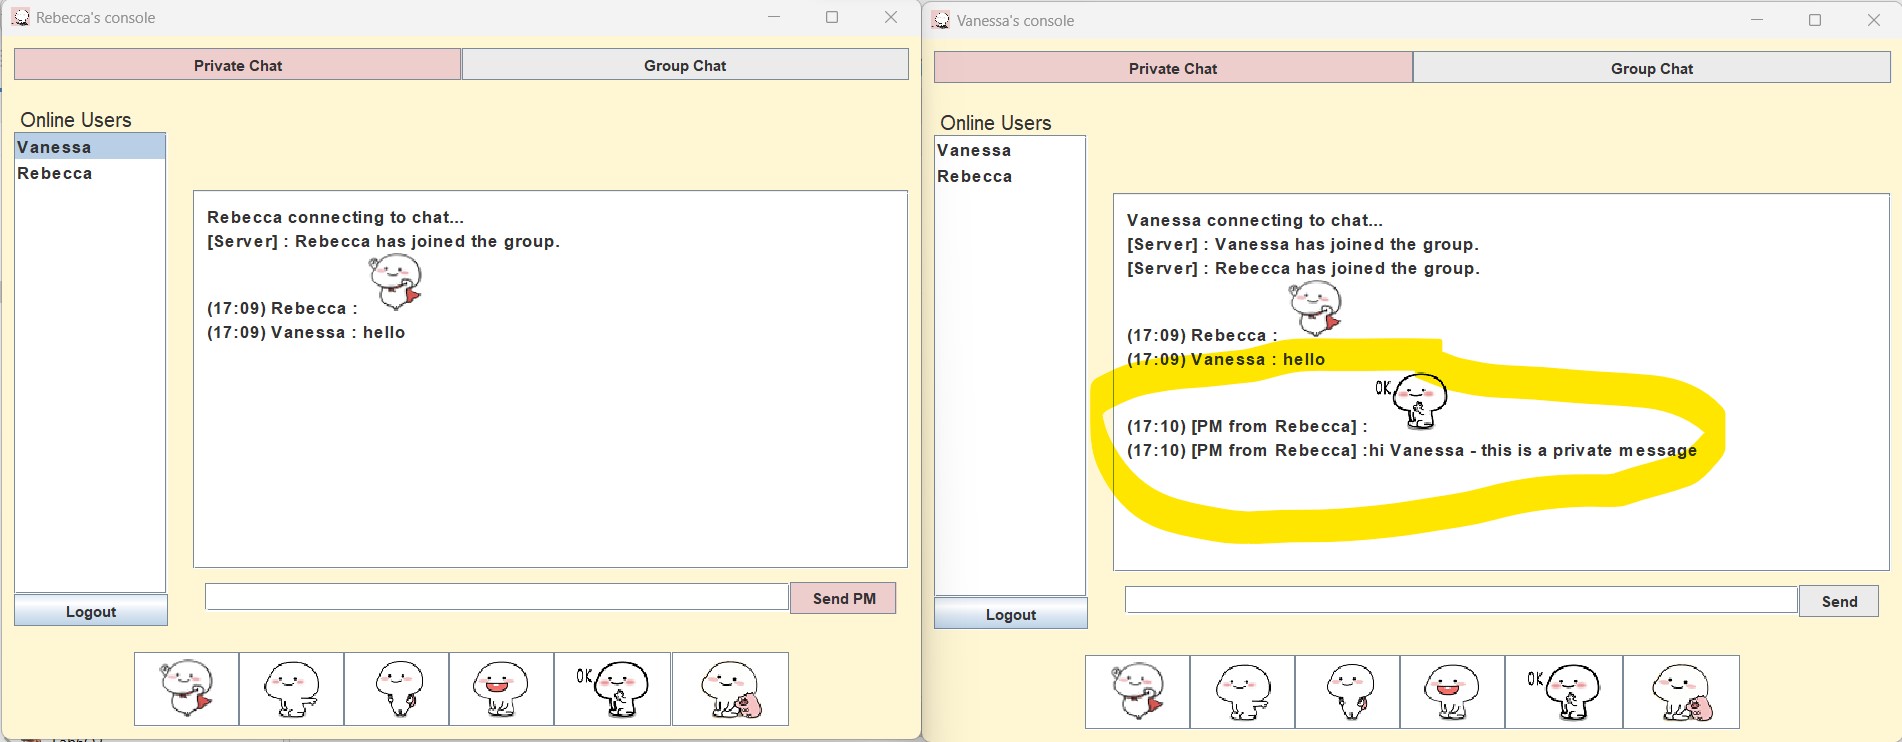 Rebecca's console
Private Chat
Group Chat
Online Users
Vanessa
Rebecca
Rebecca connecting to chat...
[Server] : Rebecca has joined the group.
(17:09) Rebecca :
(17:09) Vanessa : hello
Send PM
Logout
OK
Vanessa's console
Private Chat
Group Chat
Online Users
Vanessa
Rebecca
Vanessa connecting to chat...
[Server] : Vanessa has joined the group.
[Server] : Rebecca has joined the group.
(17:09) Rebecca :
(17:09) Vanessa : hello
OK
(17:10) [PM from Rebecca] :
(17:10) [PM from Rebecca] :hi Vanessa - this is a private message
Send
Logout
OK